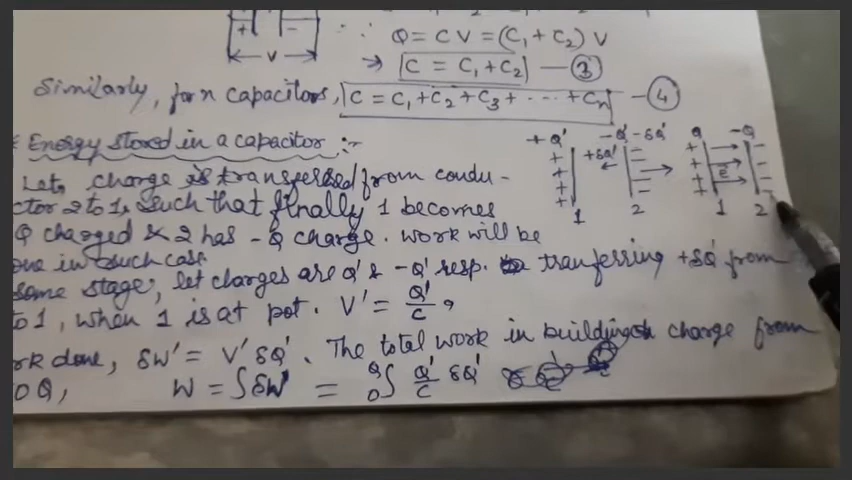 + -
V
∴ Q = CV = (C₁ + C₂) V
→ C = C₁ + C₂ — ③
Similarly, for n capacitors, C = C₁ + C₂ + C₃ + ---- + Cn — ④
Energy stored in a capacitor :-
+Q' -Q'-δQ' Q -Q
+δQ'
E
1 2 1 2
Let, charge is transferred from condu-
ctor 2 to 1, such that finally 1 becomes
Q charged & 2 has -Q charge. work will be
one in such case.
some stage, let charges are Q' & -Q' resp. tranferring +δQ' from
to 1, when 1 is at pot. V' = Q'/C ,
rk done, δW' = V' δQ'. The total work in building charge from
o Q, W = ∫δW' = ₀∫^Q Q'/C δQ'